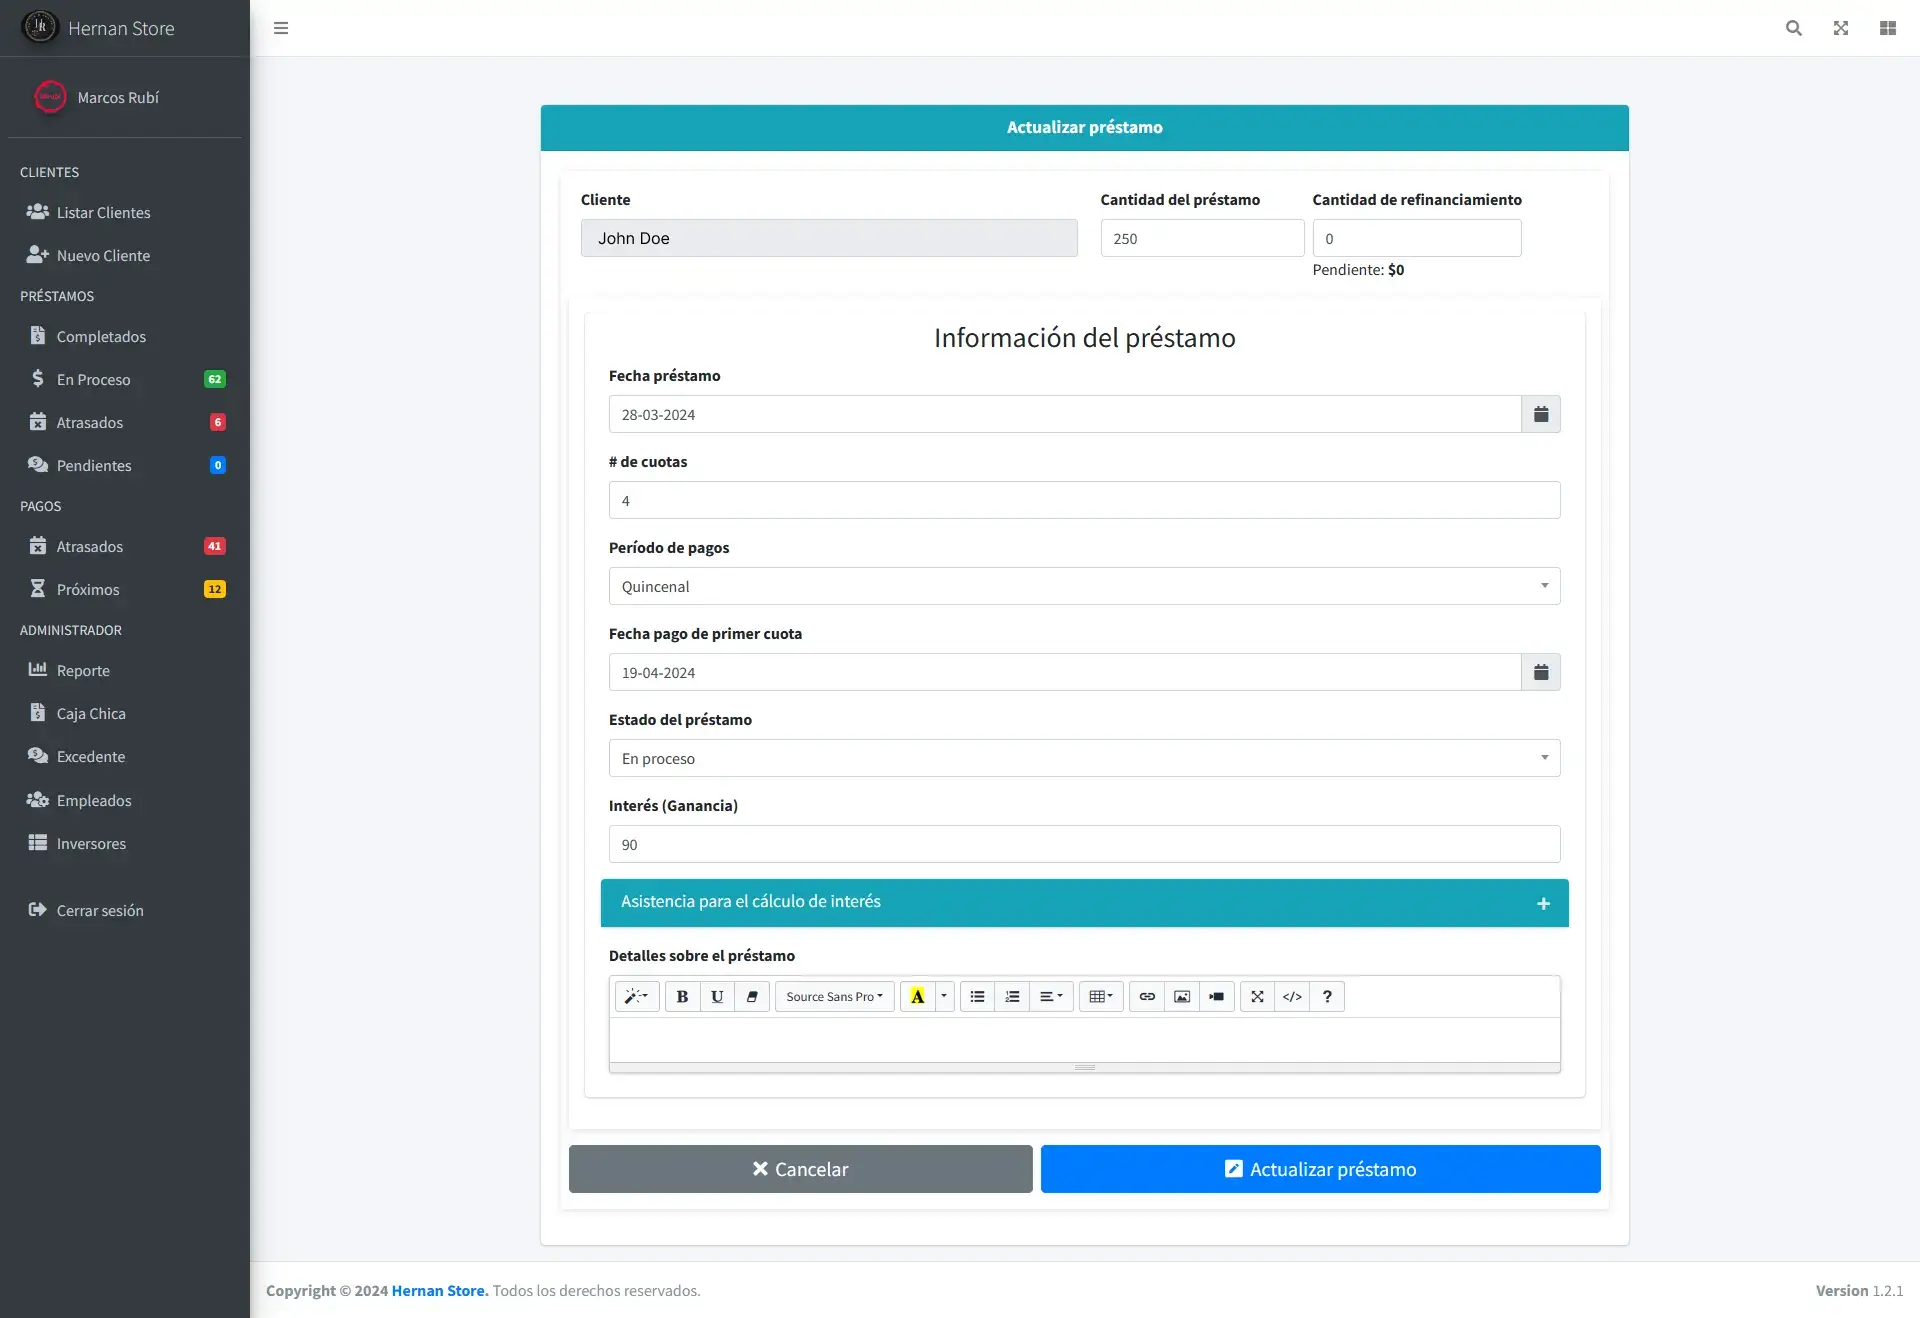 Hernan Store
Marcos Rubí
CLIENTES
Listar Clientes
Nuevo Cliente
PRÉSTAMOS
Completados
En Proceso 62
Atrasados 6
Pendientes 0
PAGOS
Atrasados 41
Próximos 12
ADMINISTRADOR
Reporte
Caja Chica
Excedente
Empleados
Inversores
Cerrar sesión
Actualizar préstamo
Cliente Cantidad del préstamo Cantidad de refinanciamiento
John Doe 250 0
Pendiente: $0
Información del préstamo
Fecha préstamo
28-03-2024
# de cuotas
4
Período de pagos
Quincenal
Fecha pago de primer cuota
19-04-2024
Estado del préstamo
En proceso
Interés (Ganancia)
90
Asistencia para el cálculo de interés +
Detalles sobre el préstamo
B U Source Sans Pro A </> ?
Cancelar Actualizar préstamo
Copyright © 2024 Hernan Store. Todos los derechos reservados. Version 1.2.1